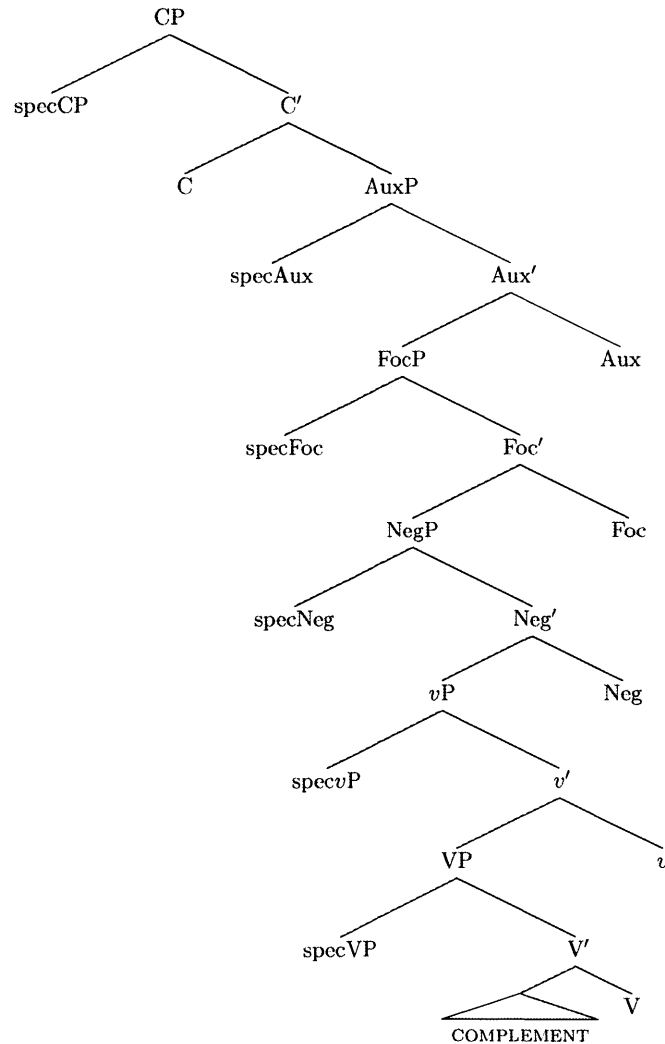 CP
specCP C′
C AuxP
specAux Aux′
FocP Aux
specFoc Foc′
NegP Foc
specNeg Neg′
vP Neg
specvP v′
VP v
specVP V′
V
COMPLEMENT